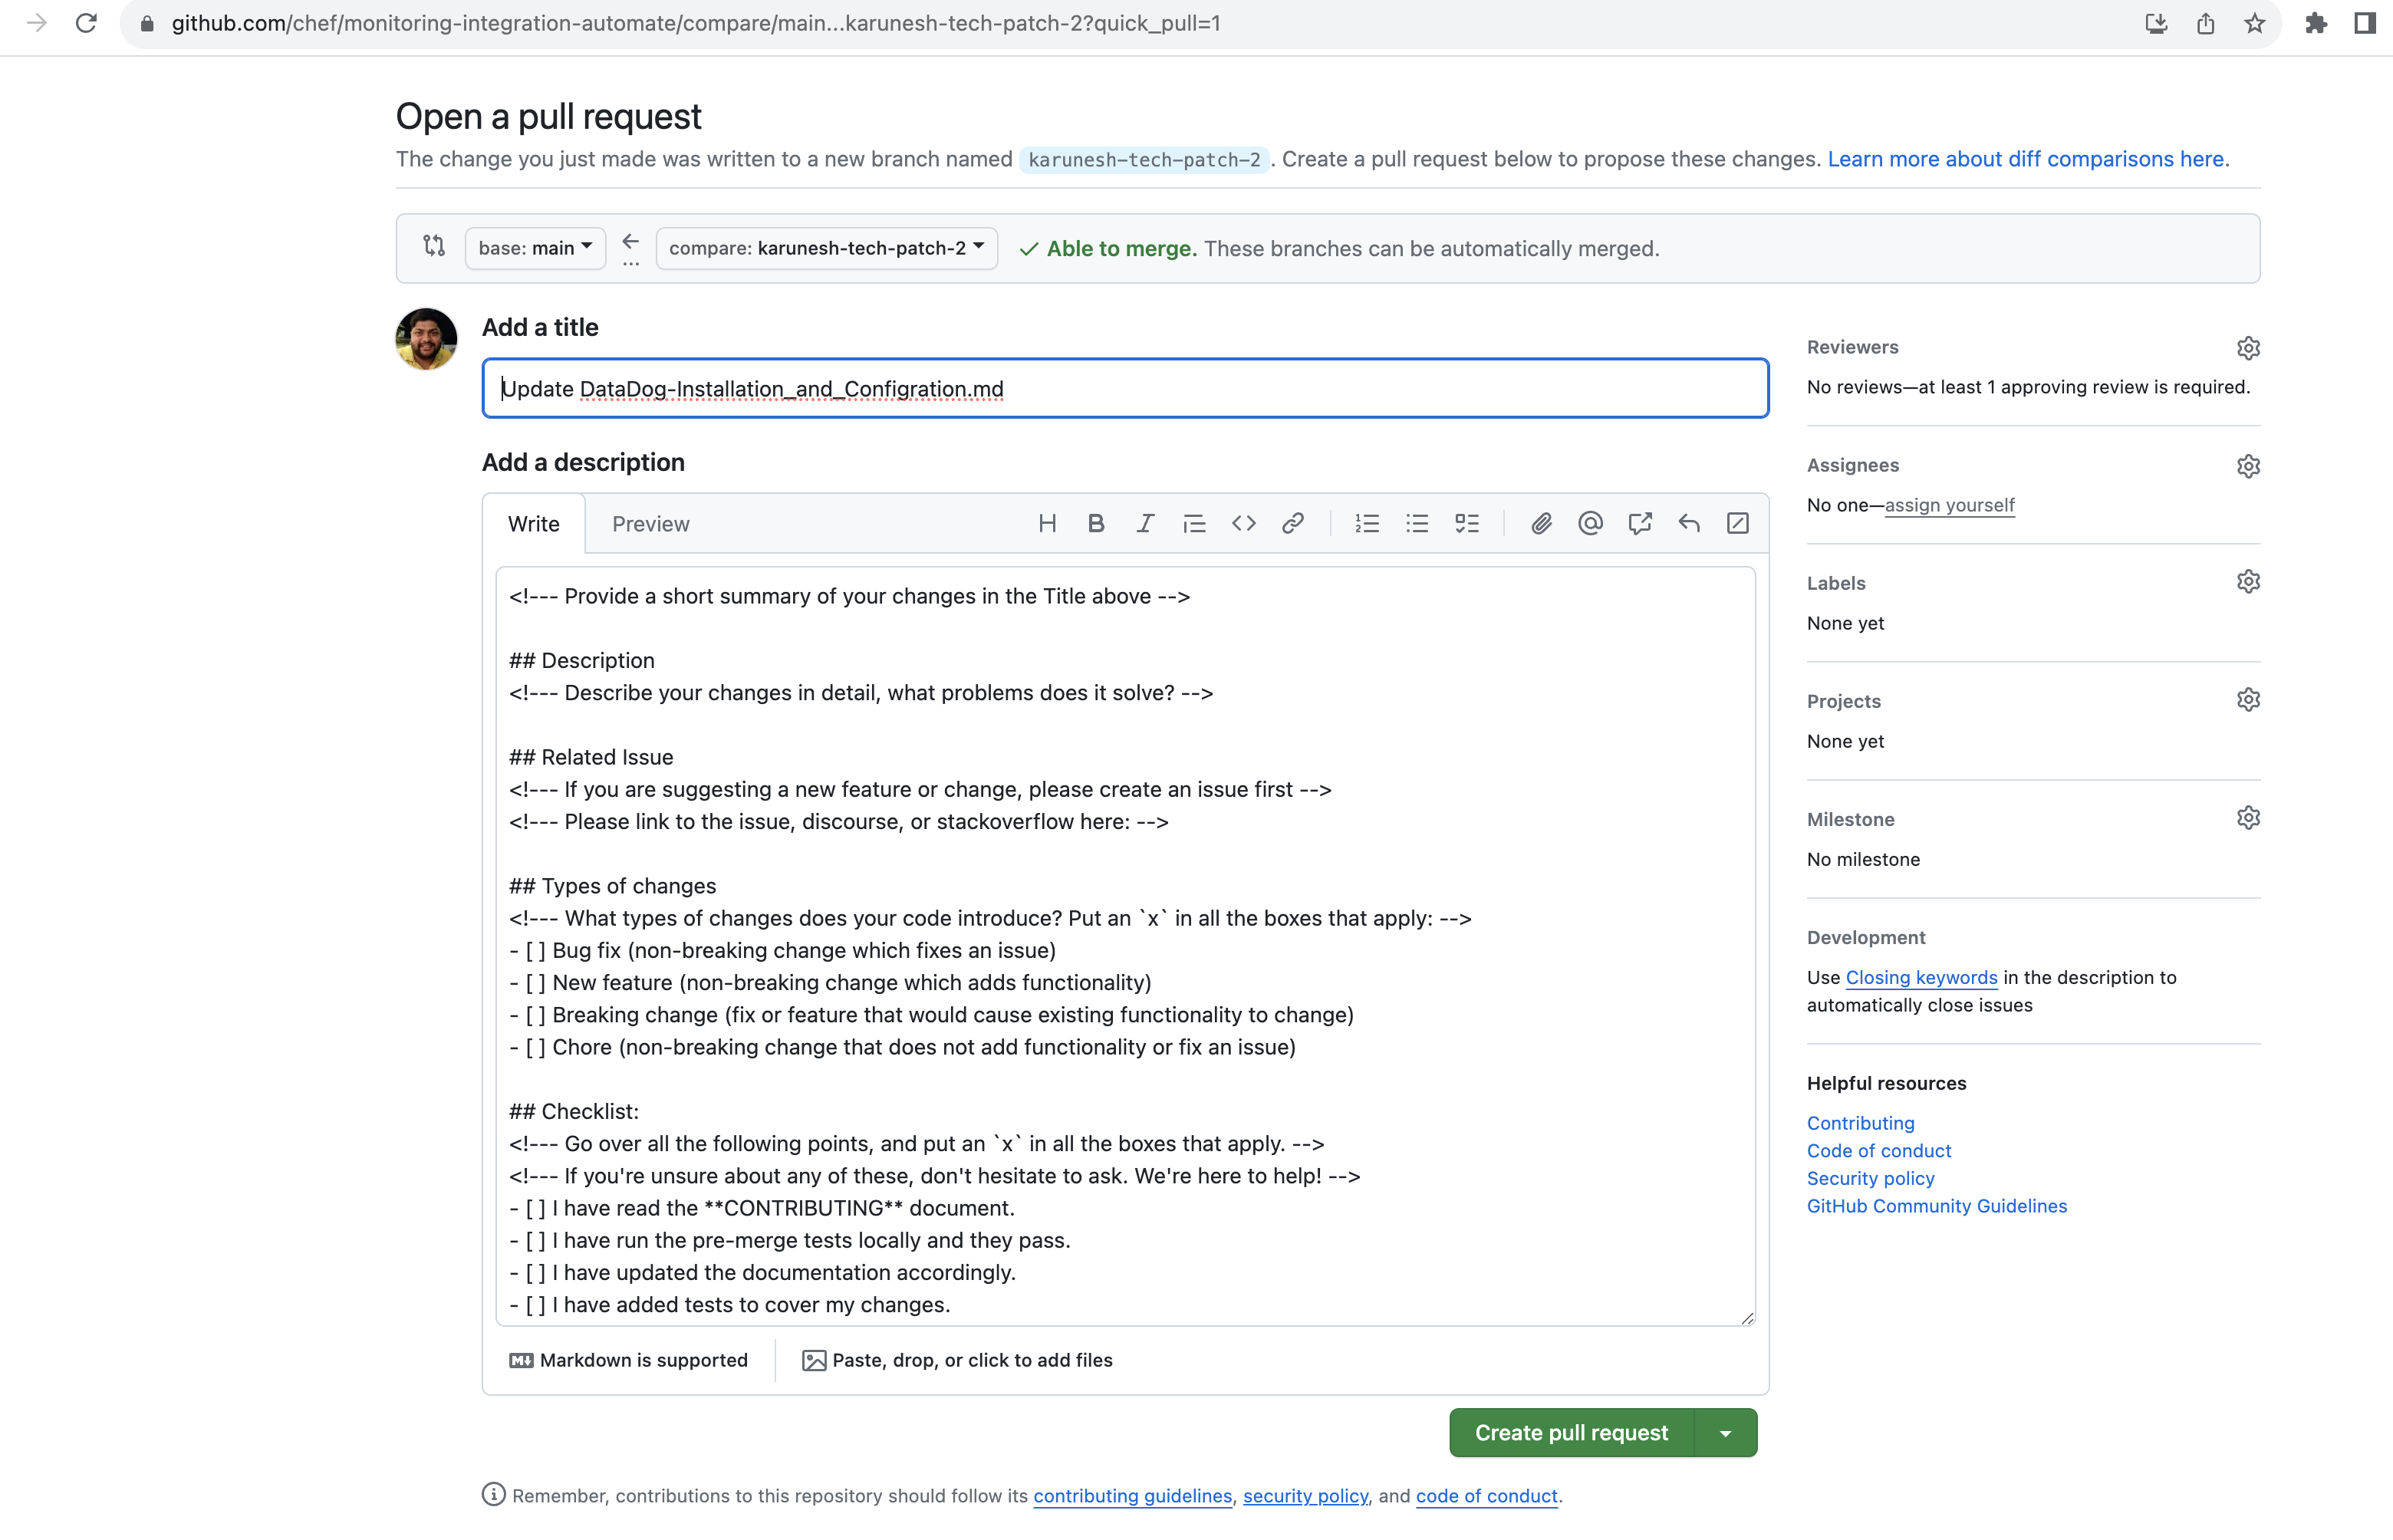 github.com/chef/monitoring-integration-automate/compare/main...karunesh-tech-patch-2?quick_pull=1
Open a pull request
The change you just made was written to a new branch named karunesh-tech-patch-2. Create a pull request below to propose these changes. Learn more about diff comparisons here.
base: main
...
compare: karunesh-tech-patch-2
Able to merge. These branches can be automatically merged.
Add a title
Update DataDog-Installation_and_Configration.md
Add a description
Write
Preview
<!--- Provide a short summary of your changes in the Title above -->
## Description
<!--- Describe your changes in detail, what problems does it solve? -->
## Related Issue
<!--- If you are suggesting a new feature or change, please create an issue first -->
<!--- Please link to the issue, discourse, or stackoverflow here: -->
## Types of changes
<!--- What types of changes does your code introduce? Put an `x` in all the boxes that apply: -->
- [ ] Bug fix (non-breaking change which fixes an issue)
- [ ] New feature (non-breaking change which adds functionality)
- [ ] Breaking change (fix or feature that would cause existing functionality to change)
- [ ] Chore (non-breaking change that does not add functionality or fix an issue)
## Checklist:
<!--- Go over all the following points, and put an `x` in all the boxes that apply. -->
<!--- If you're unsure about any of these, don't hesitate to ask. We're here to help! -->
- [ ] I have read the **CONTRIBUTING** document.
- [ ] I have run the pre-merge tests locally and they pass.
- [ ] I have updated the documentation accordingly.
- [ ] I have added tests to cover my changes.
Markdown is supported
Paste, drop, or click to add files
Create pull request
Remember, contributions to this repository should follow its contributing guidelines, security policy, and code of conduct.
Reviewers
No reviews—at least 1 approving review is required.
Assignees
No one—assign yourself
Labels
None yet
Projects
None yet
Milestone
No milestone
Development
Use Closing keywords in the description to
automatically close issues
Helpful resources
Contributing
Code of conduct
Security policy
GitHub Community Guidelines